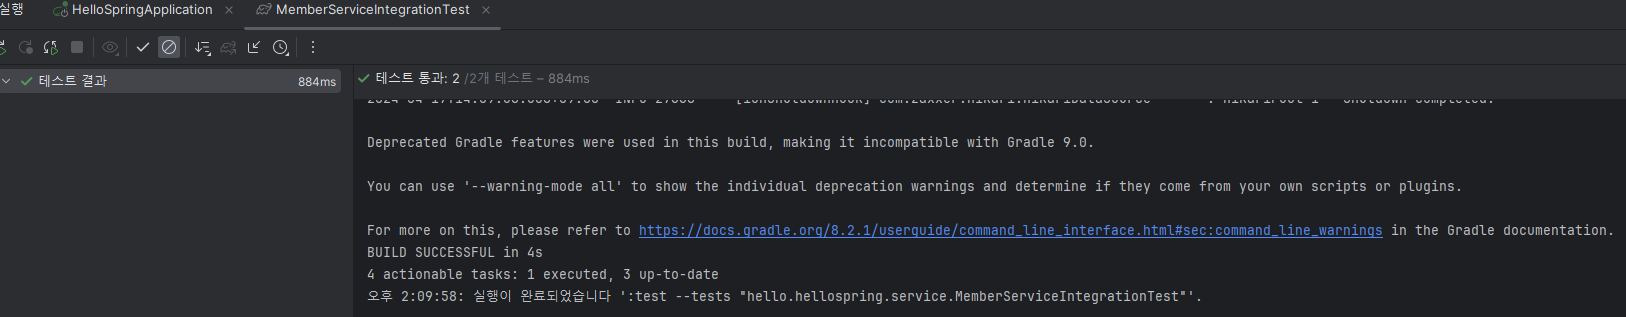 실행
HelloSpringApplication
MemberServiceIntegrationTest
테스트 결과 884ms
테스트 통과: 2 /2개 테스트 – 884ms
Deprecated Gradle features were used in this build, making it incompatible with Gradle 9.0.
You can use '--warning-mode all' to show the individual deprecation warnings and determine if they come from your own scripts or plugins.
For more on this, please refer to https://docs.gradle.org/8.2.1/userguide/command_line_interface.html#sec:command_line_warnings in the Gradle documentation.
BUILD SUCCESSFUL in 4s
4 actionable tasks: 1 executed, 3 up-to-date
오후 2:09:58: 실행이 완료되었습니다 ':test --tests "hello.hellospring.service.MemberServiceIntegrationTest"'.